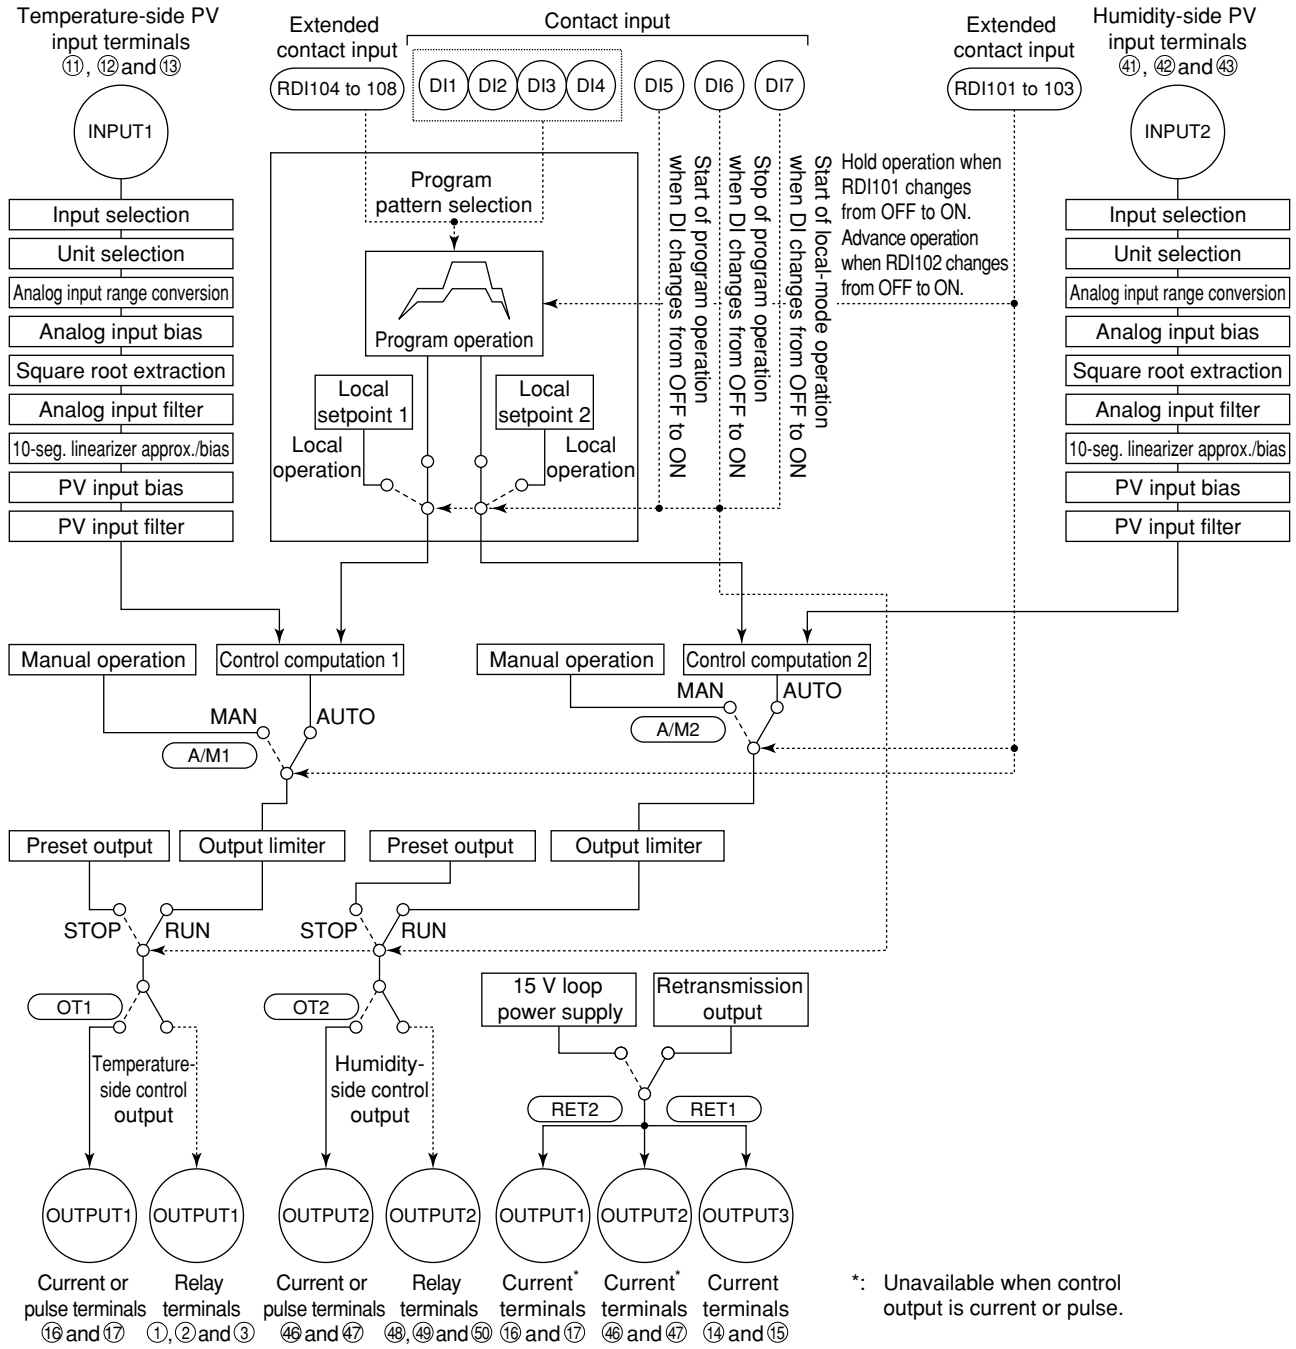 Temperature-side PV
input terminals
⑪, ⑫ and ⑬
Extended
contact input
Contact input
Extended
contact input
Humidity-side PV
input terminals
㊶, ㊷ and ㊸
RDI104 to 108
DI1
DI2
DI3
DI4
DI5
DI6
DI7
RDI101 to 103
INPUT1
INPUT2
Program
pattern selection
Start of program operation
when DI changes from OFF to ON
Stop of program operation
when DI changes from OFF to ON
Start of local-mode operation
when DI changes from OFF to ON
Hold operation when
RDI101 changes
from OFF to ON.
Advance operation
when RDI102 changes
from OFF to ON.
Input selection
Unit selection
Analog input range conversion
Analog input bias
Square root extraction
Analog input filter
10-seg. linearizer approx./bias
PV input bias
PV input filter
Program operation
Local
setpoint 1
Local
setpoint 2
Local
operation
Local
operation
Input selection
Unit selection
Analog input range conversion
Analog input bias
Square root extraction
Analog input filter
10-seg. linearizer approx./bias
PV input bias
PV input filter
Manual operation
Control computation 1
Manual operation
Control computation 2
MAN
AUTO
A/M1
MAN
AUTO
A/M2
Preset output
Output limiter
Preset output
Output limiter
STOP
RUN
STOP
RUN
OT1
OT2
15 V loop
power supply
Retransmission
output
Temperature-
side control
output
Humidity-
side control
output
RET2
RET1
OUTPUT1
OUTPUT1
OUTPUT2
OUTPUT2
OUTPUT1
OUTPUT2
OUTPUT3
Current or
pulse terminals
⑯ and ⑰
Relay
terminals
①, ② and ③
Current or
pulse terminals
㊻ and ㊼
Relay
terminals
㊽, ㊾ and ㊿
Current*
terminals
⑯ and ⑰
Current*
terminals
㊻ and ㊼
Current
terminals
⑭ and ⑮
*: Unavailable when control
output is current or pulse.